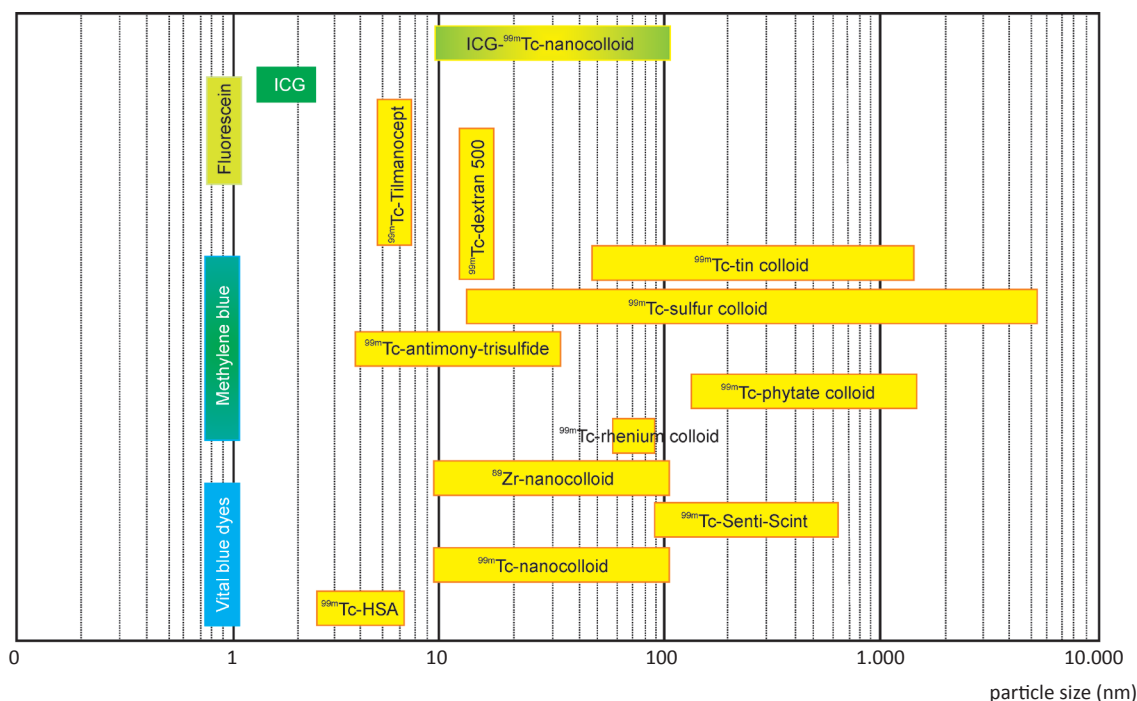 ICG-⁹⁹ᵐTc-nanocolloid
ICG
Fluorescein
⁹⁹ᵐTc-Tilmanocept
⁹⁹ᵐTc-dextran 500
⁹⁹ᵐTc-tin colloid
⁹⁹ᵐTc-sulfur colloid
Methylene blue
⁹⁹ᵐTc-antimony-trisulfide
⁹⁹ᵐTc-phytate colloid
⁹⁹ᵐTc-rhenium colloid
⁸⁹Zr-nanocolloid
⁹⁹ᵐTc-Senti-Scint
Vital blue dyes
⁹⁹ᵐTc-nanocolloid
⁹⁹ᵐTc-HSA
0 1 10 100 1.000 10.000
particle size (nm)